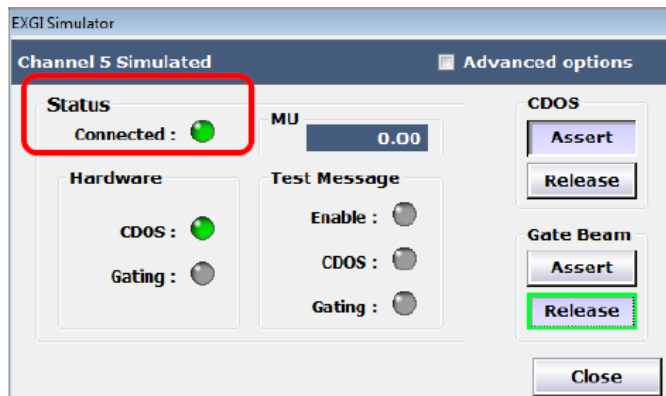 EXGI Simulator
Channel 5 Simulated
Advanced options
Status
Connected :
MU
0.00
Hardware
CDOS :
Gating :
Test Message
Enable :
CDOS :
Gating :
CDOS
Assert
Release
Gate Beam
Assert
Release
Close